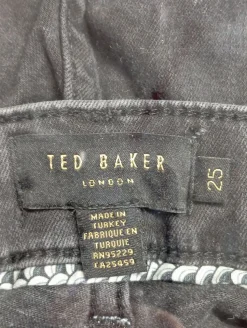 TED BAKER
LONDON
25
MADE IN
TURKEY
FABRIQUE EN
TURQUIE
RN95229
CA25459